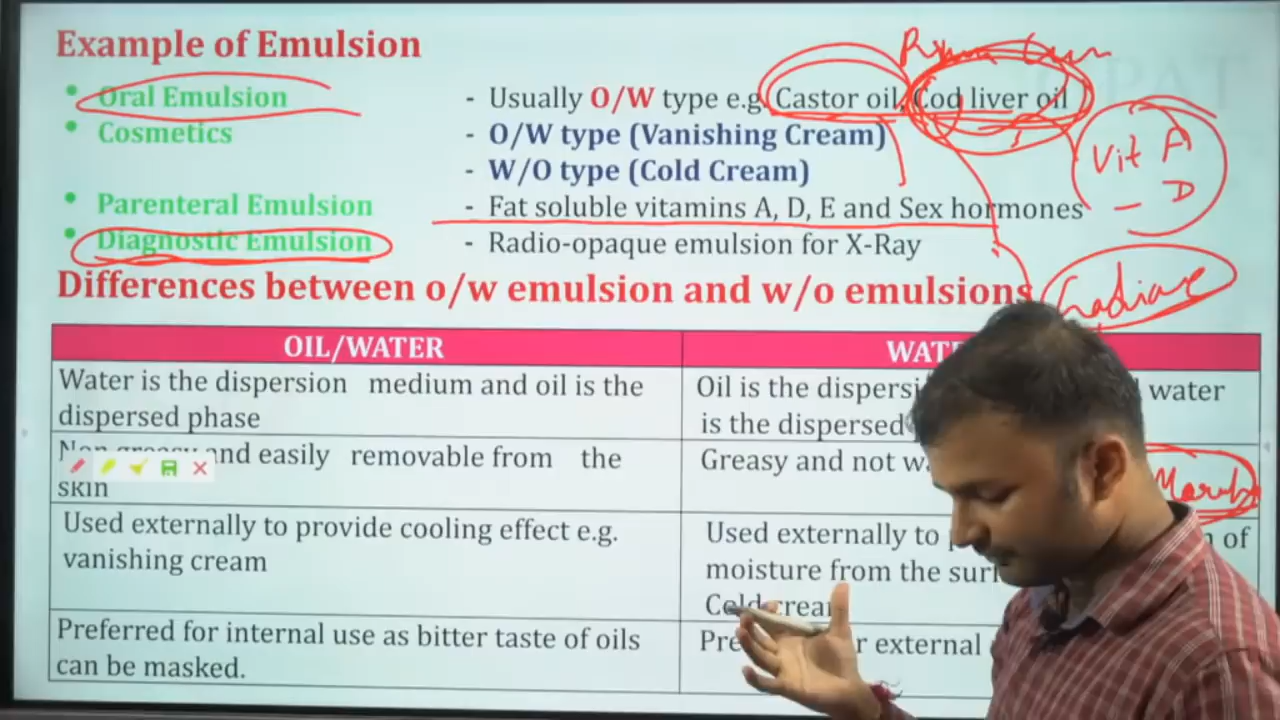 Example of Emulsion
• Oral Emulsion - Usually O/W type e.g. Castor oil, Cod liver oil
• Cosmetics - O/W type (Vanishing Cream)
- W/O type (Cold Cream)
• Parenteral Emulsion - Fat soluble vitamins A, D, E and Sex hormones
• Diagnostic Emulsion - Radio-opaque emulsion for X-Ray
Vit A
D
Differences between o/w emulsion and w/o emulsions
OIL/WATER
Water is the dispersion medium and oil is the
dispersed phase
and easily removable from the
skin
Used externally to provide cooling effect e.g.
vanishing cream
Preferred for internal use as bitter taste of oils
can be masked.
Oil is the water
is the dispersed
Greasy and not
Used externally to of
moisture from the
Cold
external